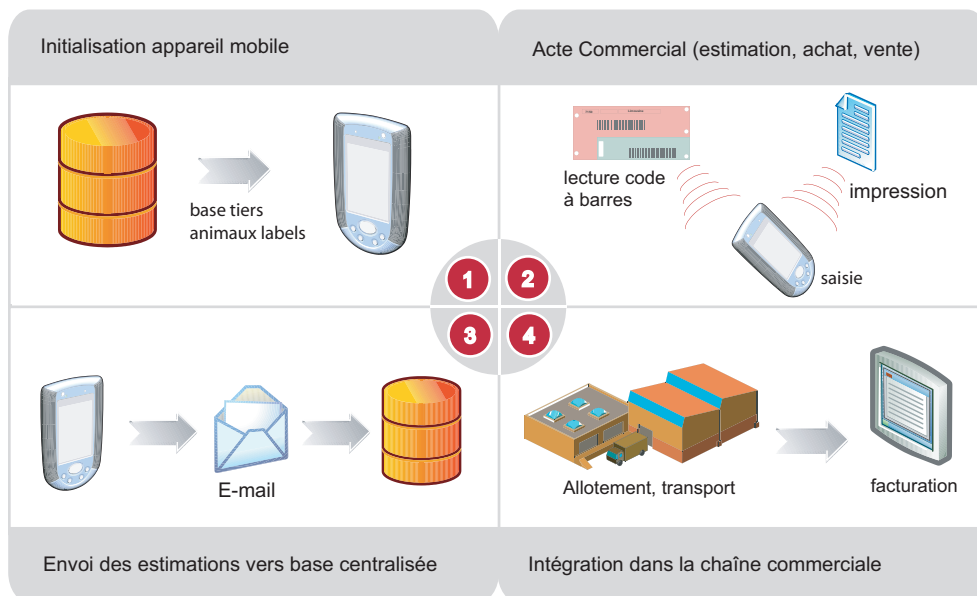 Initialisation appareil mobile
base tiers
animaux labels
1
Acte Commercial (estimation, achat, vente)
lecture code
à barres
impression
saisie
2
3
E-mail
Envoi des estimations vers base centralisée
4
Allotement, transport
facturation
Intégration dans la chaîne commerciale